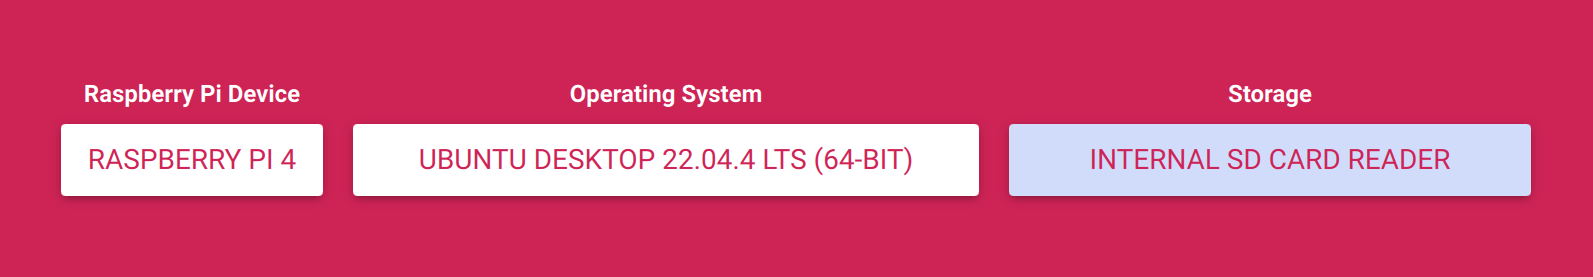 Raspberry Pi Device
Operating System
Storage
RASPBERRY PI 4
UBUNTU DESKTOP 22.04.4 LTS (64-BIT)
INTERNAL SD CARD READER